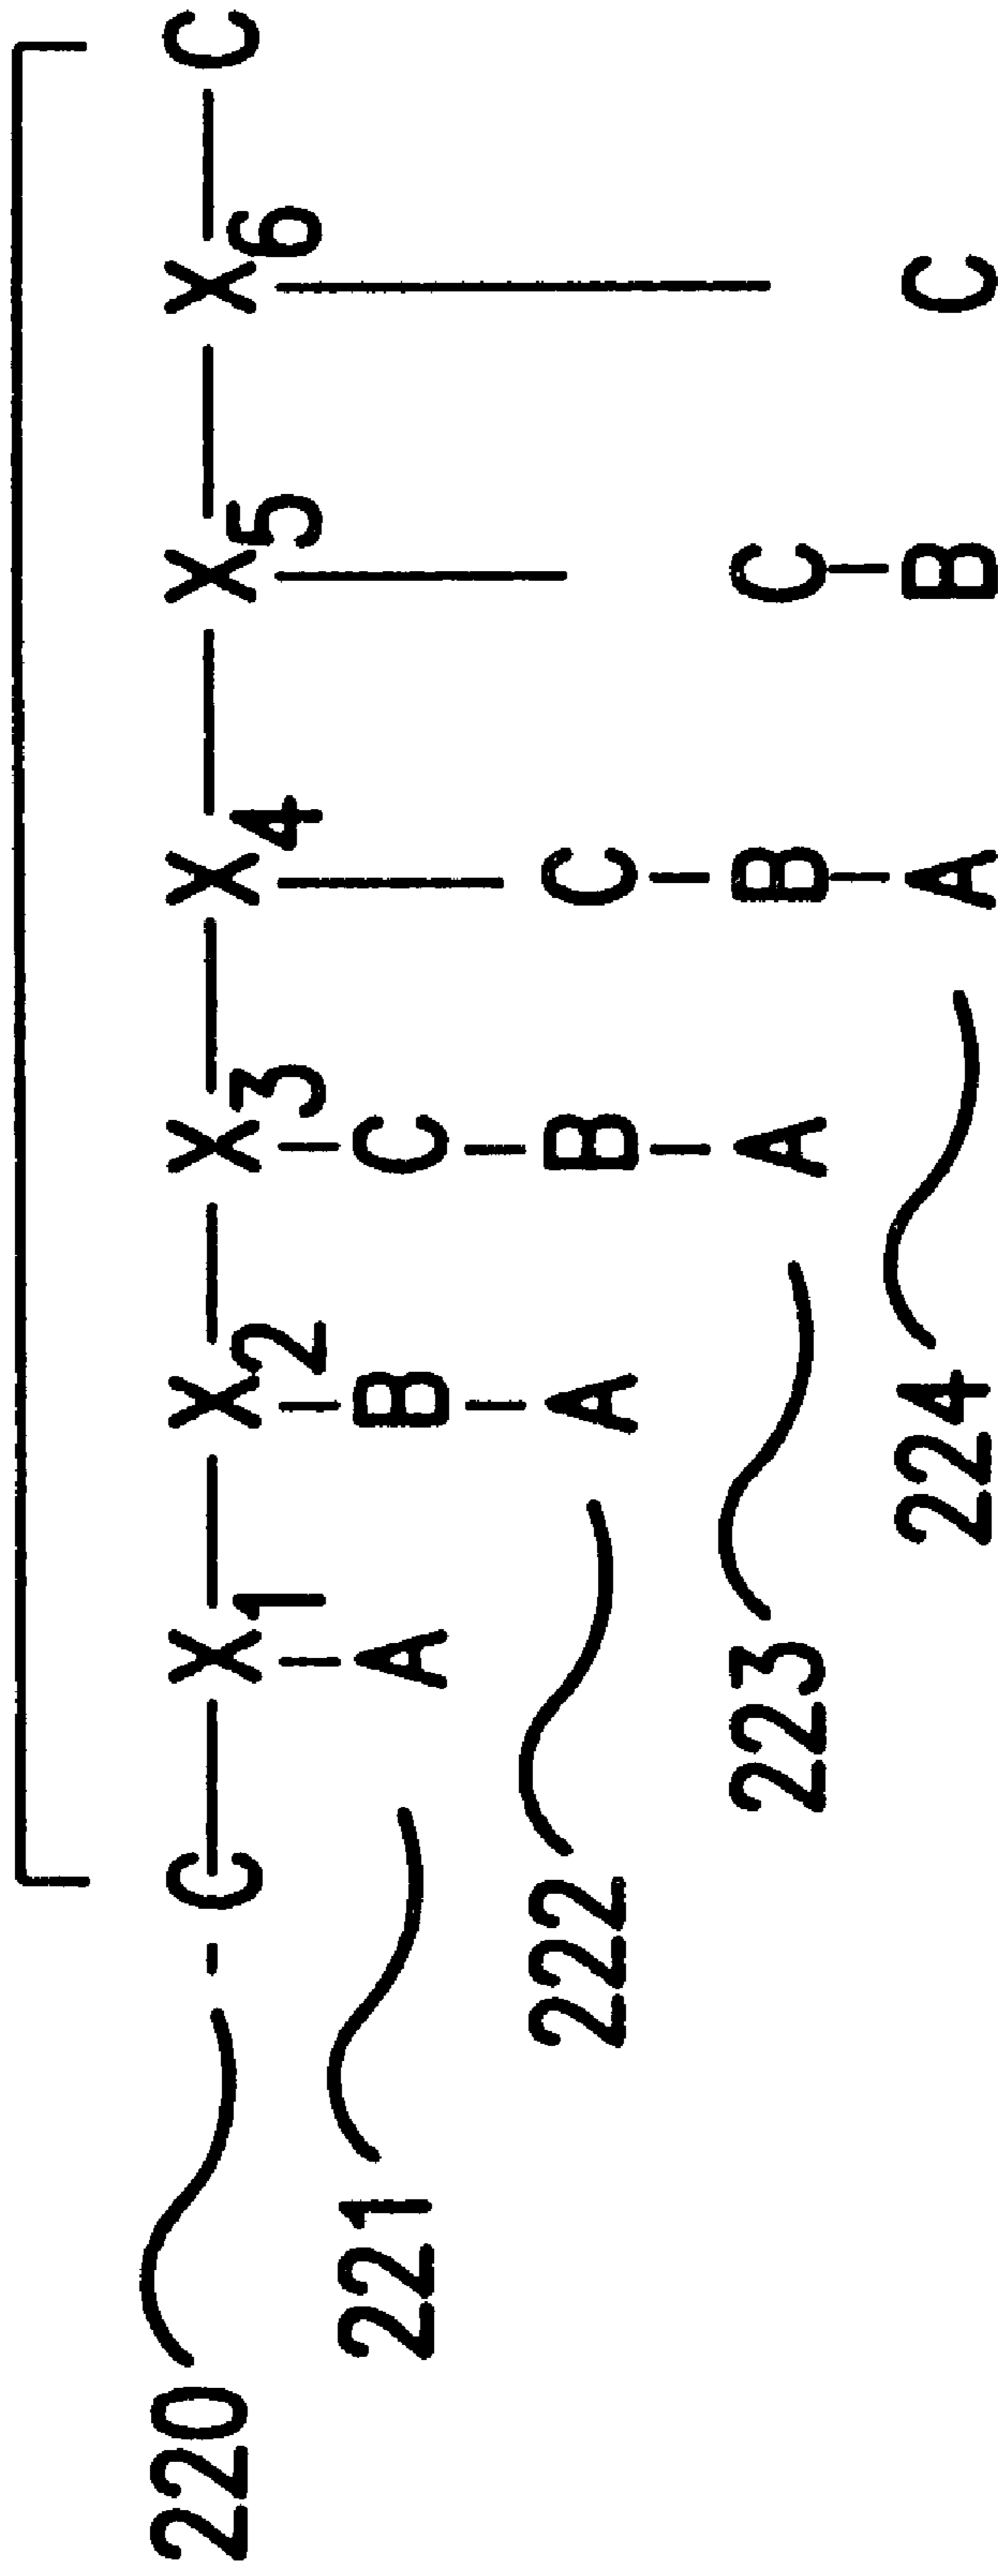 220 - C — X1 — X2 — X3 — X4 — X5 — X6 — C
221 A B C
222 A B C
223 A B C
224 A B C